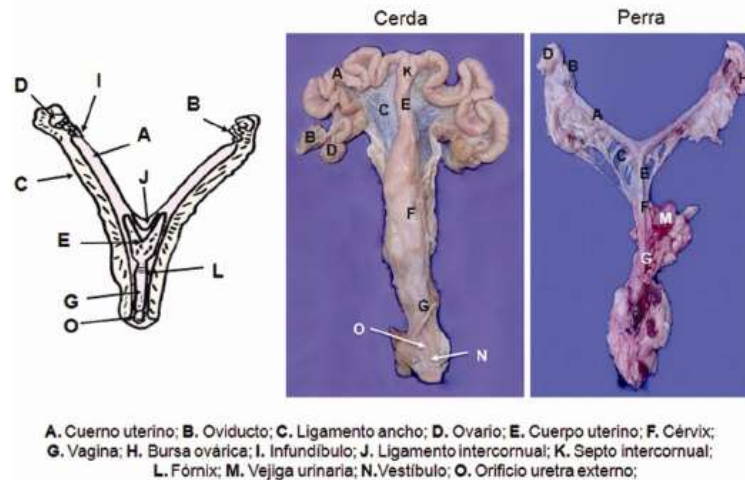 Cerda
Perra
D
I
B
A
C
J
E
L
G
O
A
K
C
E
B
D
F
G
O
N
D
B
H
A
C
E
F
M
G
A. Cuerno uterino; B. Oviducto; C. Ligamento ancho; D. Ovario; E. Cuerpo uterino; F. Cérvix;
G. Vagina; H. Bursa ovárica; I. Infundíbulo; J. Ligamento intercornual; K. Septo intercornual;
L. Fórnix; M. Vejiga urinaria; N.Vestíbulo; O. Orificio uretra externo;